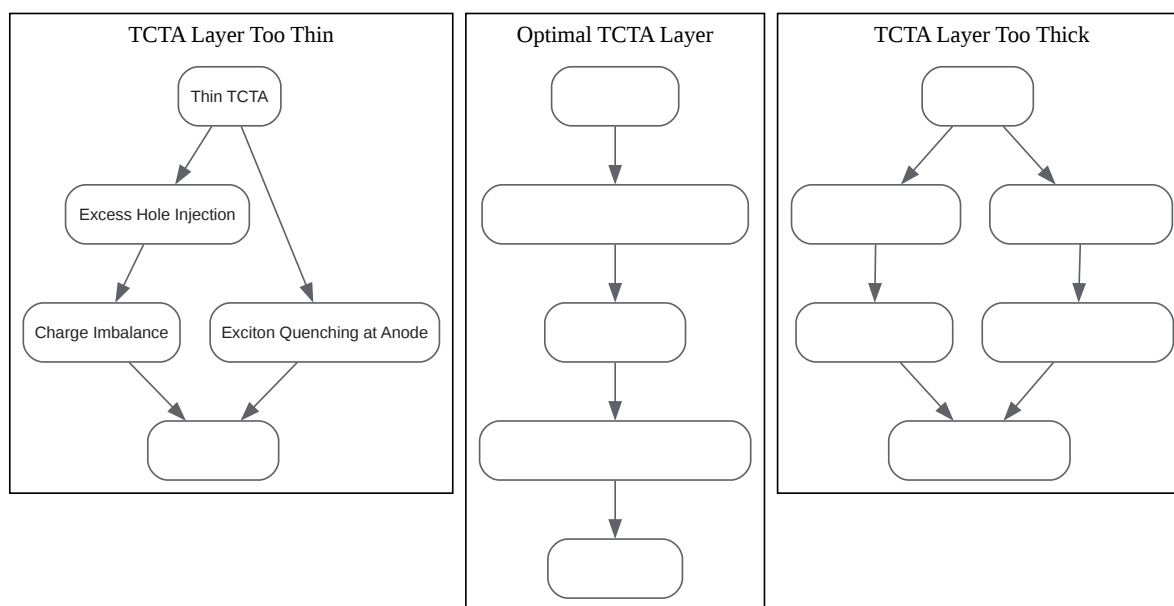 TCTA Layer Too Thin
Optimal TCTA Layer
TCTA Layer Too Thick
Thin TCTA
Excess Hole Injection
Charge Imbalance
Exciton Quenching at Anode